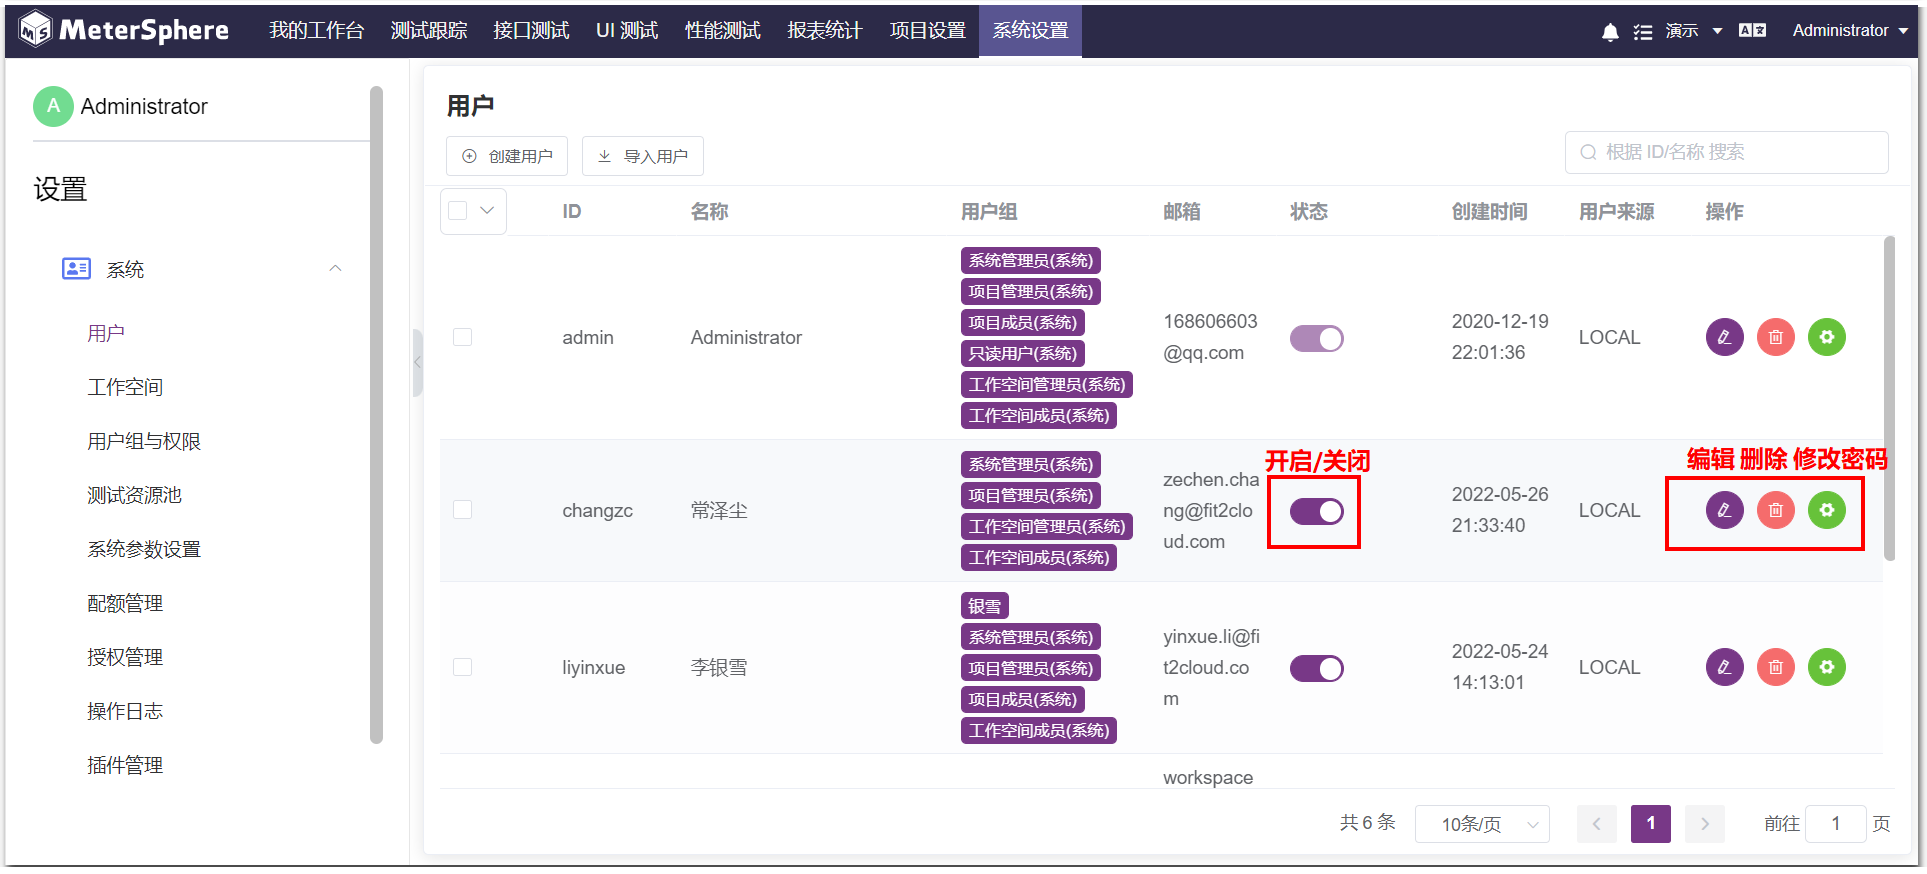 MeterSphere 我的工作台 测试跟踪 接口测试 UI 测试 性能测试 报表统计 项目设置 系统设置 演示 Administrator
A Administrator
设置
系统
用户
工作空间
用户组与权限
测试资源池
系统参数设置
配额管理
授权管理
操作日志
插件管理
用户
创建用户 导入用户 根据 ID/名称 搜索
ID 名称 用户组 邮箱 状态 创建时间 用户来源 操作
admin Administrator
系统管理员(系统)
项目管理员(系统)
项目成员(系统)
只读用户(系统)
工作空间管理员(系统)
工作空间成员(系统)
168606603
@qq.com
2020-12-19
22:01:36
LOCAL
开启/关闭 编辑 删除 修改密码
changzc 常泽尘
系统管理员(系统)
项目管理员(系统)
工作空间管理员(系统)
工作空间成员(系统)
zechen.cha
ng@fit2clo
ud.com
2022-05-26
21:33:40
LOCAL
liyinxue 李银雪
银雪
系统管理员(系统)
项目管理员(系统)
项目成员(系统)
工作空间成员(系统)
yinxue.li@fi
t2cloud.co
m
2022-05-24
14:13:01
LOCAL
workspace
共 6 条 10条/页 1 前往 1 页